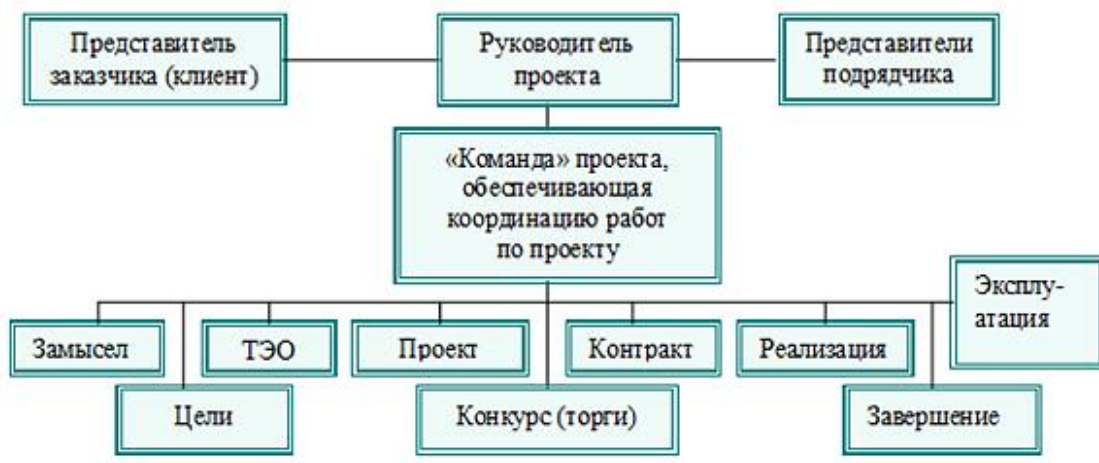 Представитель
заказчика (клиент)
Руководитель
проекта
Представители
подрядчика
«Команда» проекта,
обеспечивающая
координацию работ
по проекту
Эксплу-
атация
Замысел
ТЭО
Проект
Контракт
Реализация
Цели
Конкурс (торги)
Завершение